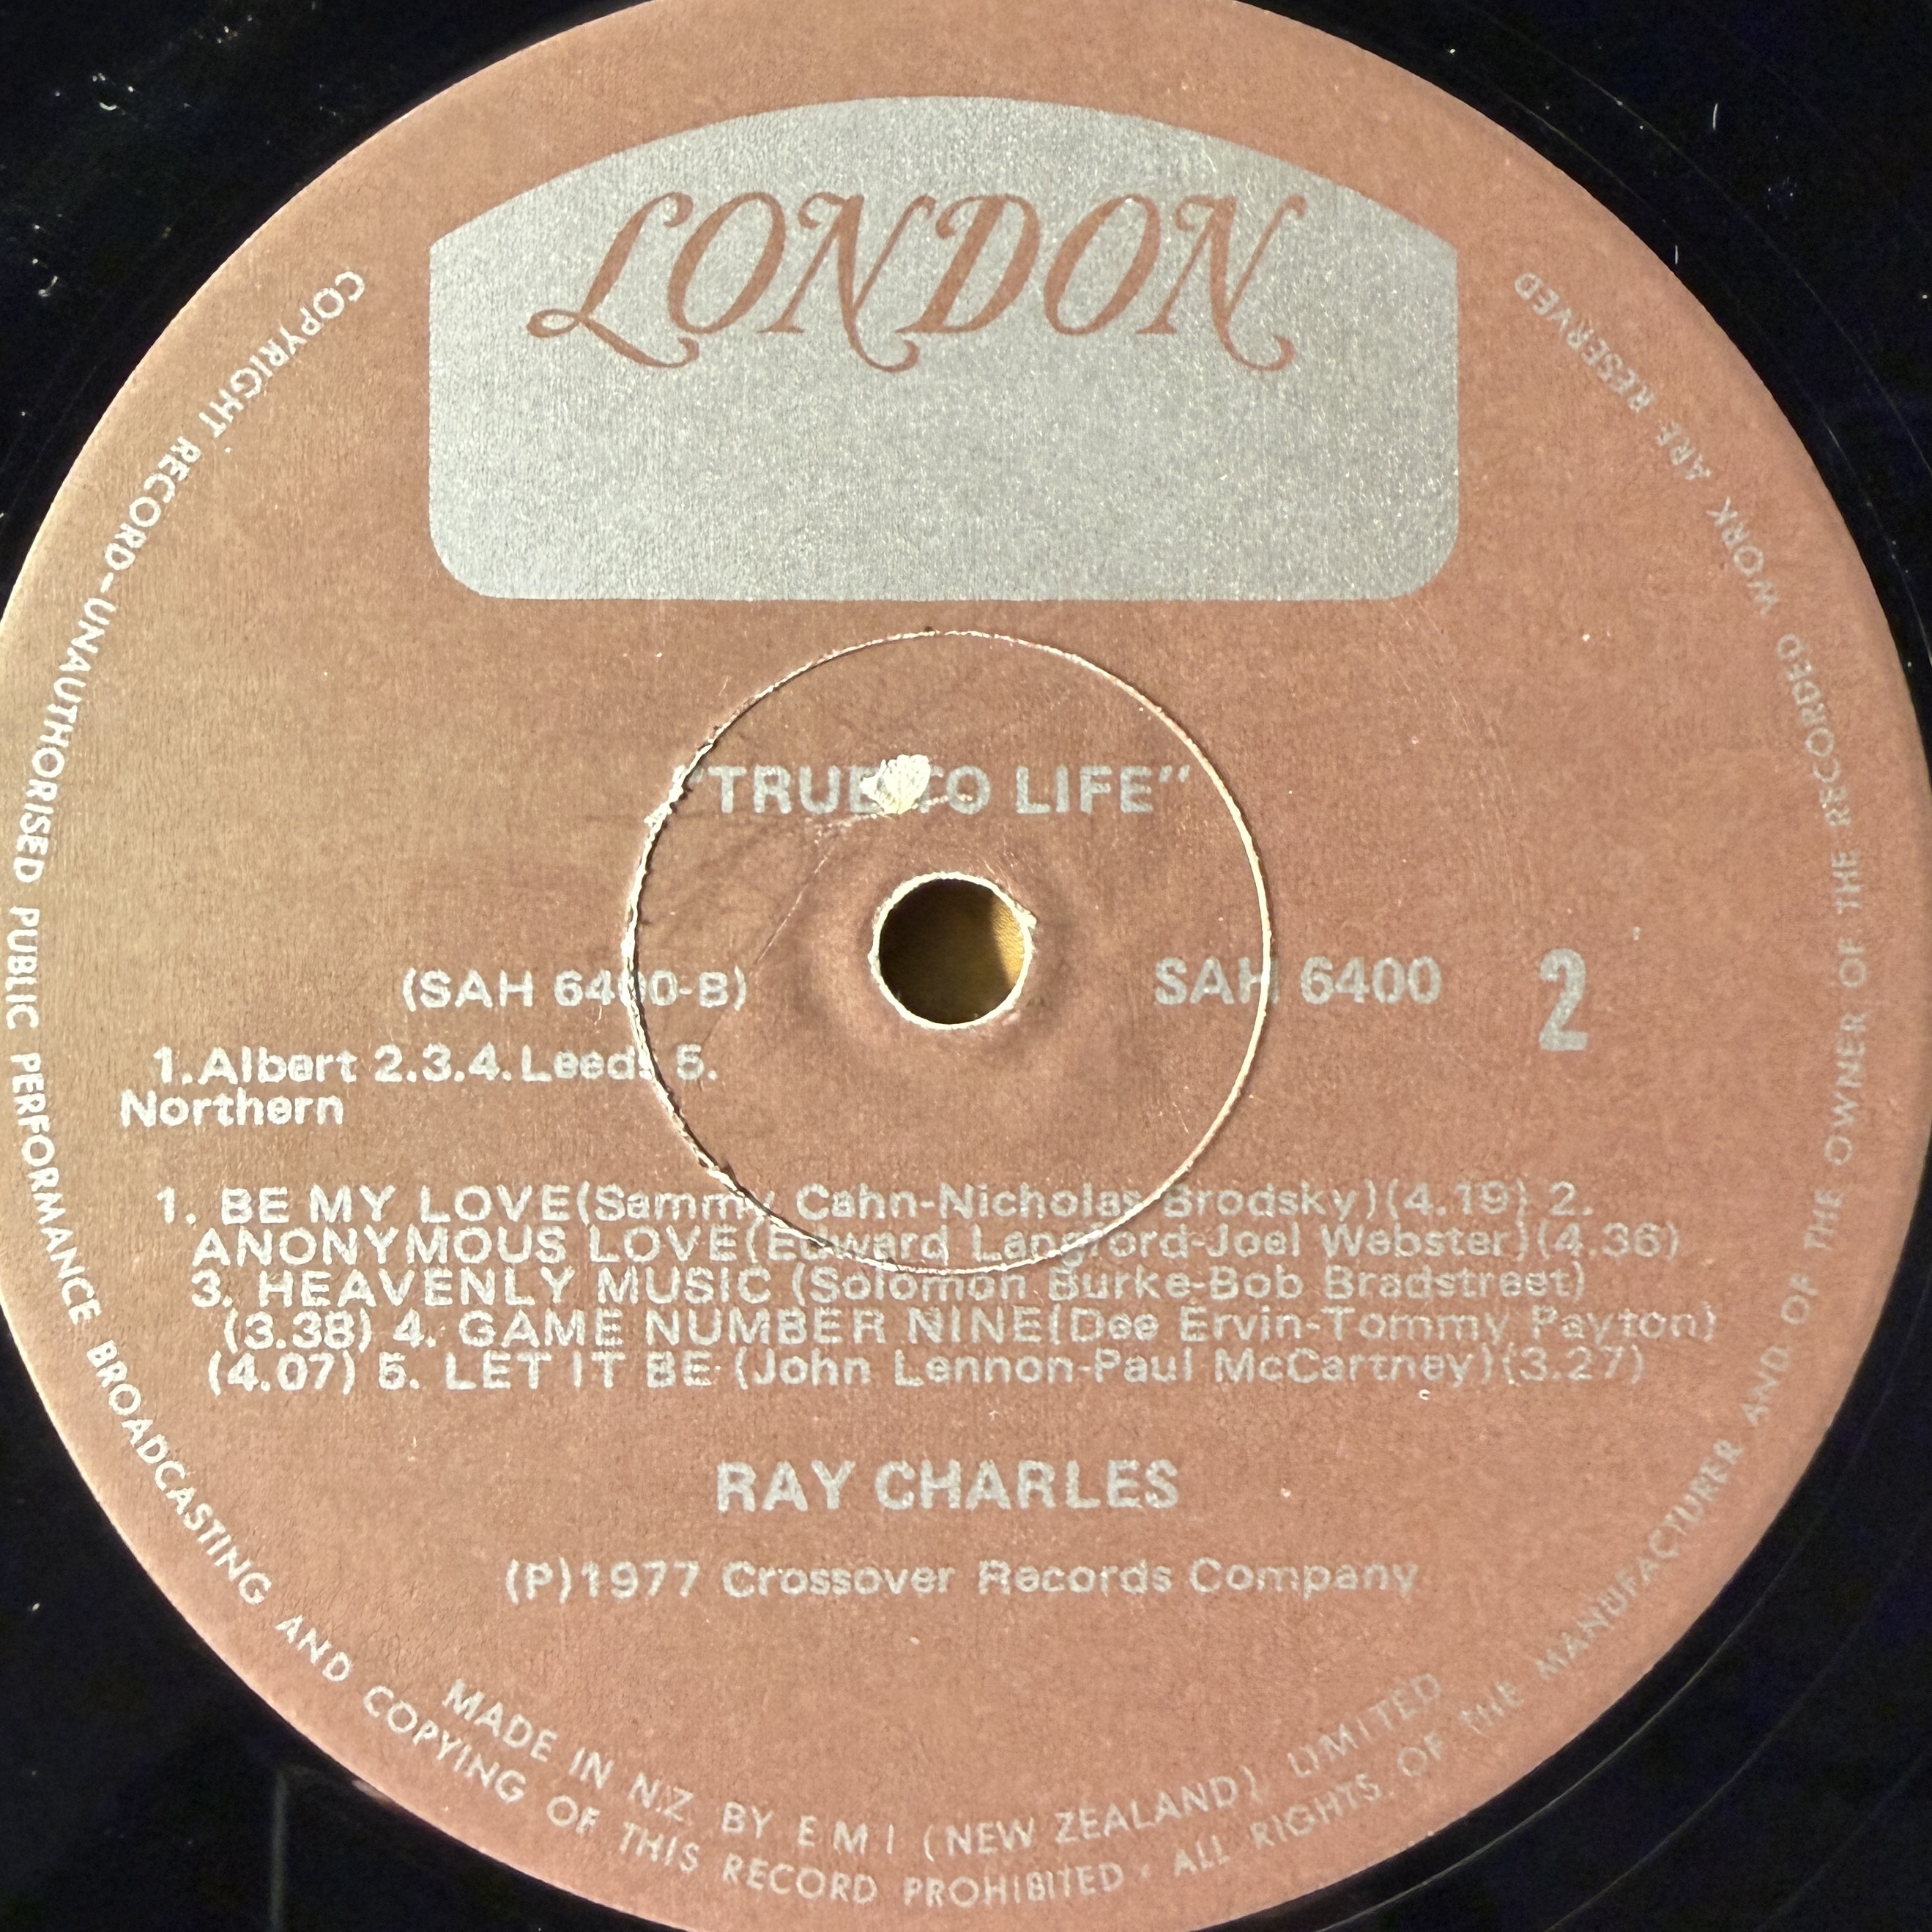 LONDON
"TRUE TO LIFE"
(SAH 6400-B)
SAH 6400
2
1.Albert 2.3.4.Leeds 5.
Northern
1. BE MY LOVE(Sammy Cahn-Nicholas Brodsky)(4.19) 2.
ANONYMOUS LOVE(Edward Langford-Joel Webster)(4.36)
3. HEAVENLY MUSIC (Solomon Burke-Bob Bradstreet)
(3.38) 4. GAME NUMBER NINE(Dee Ervin-Tommy Payton)
(4.07) 5. LET IT BE (John Lennon-Paul McCartney)(3.27)
RAY CHARLES
(P)1977 Crossover Records Company
MADE IN N.Z. BY E M I (NEW ZEALAND) LIMITED
COPYRIGHT RECORD-UNAUTHORISED PUBLIC PERFORMANCE BROADCASTING AND COPYING OF THIS RECORD PROHIBITED · ALL RIGHTS, OF THE MANUFACTURER AND OF THE OWNER OF THE RECORDED WORK ARE RESERVED